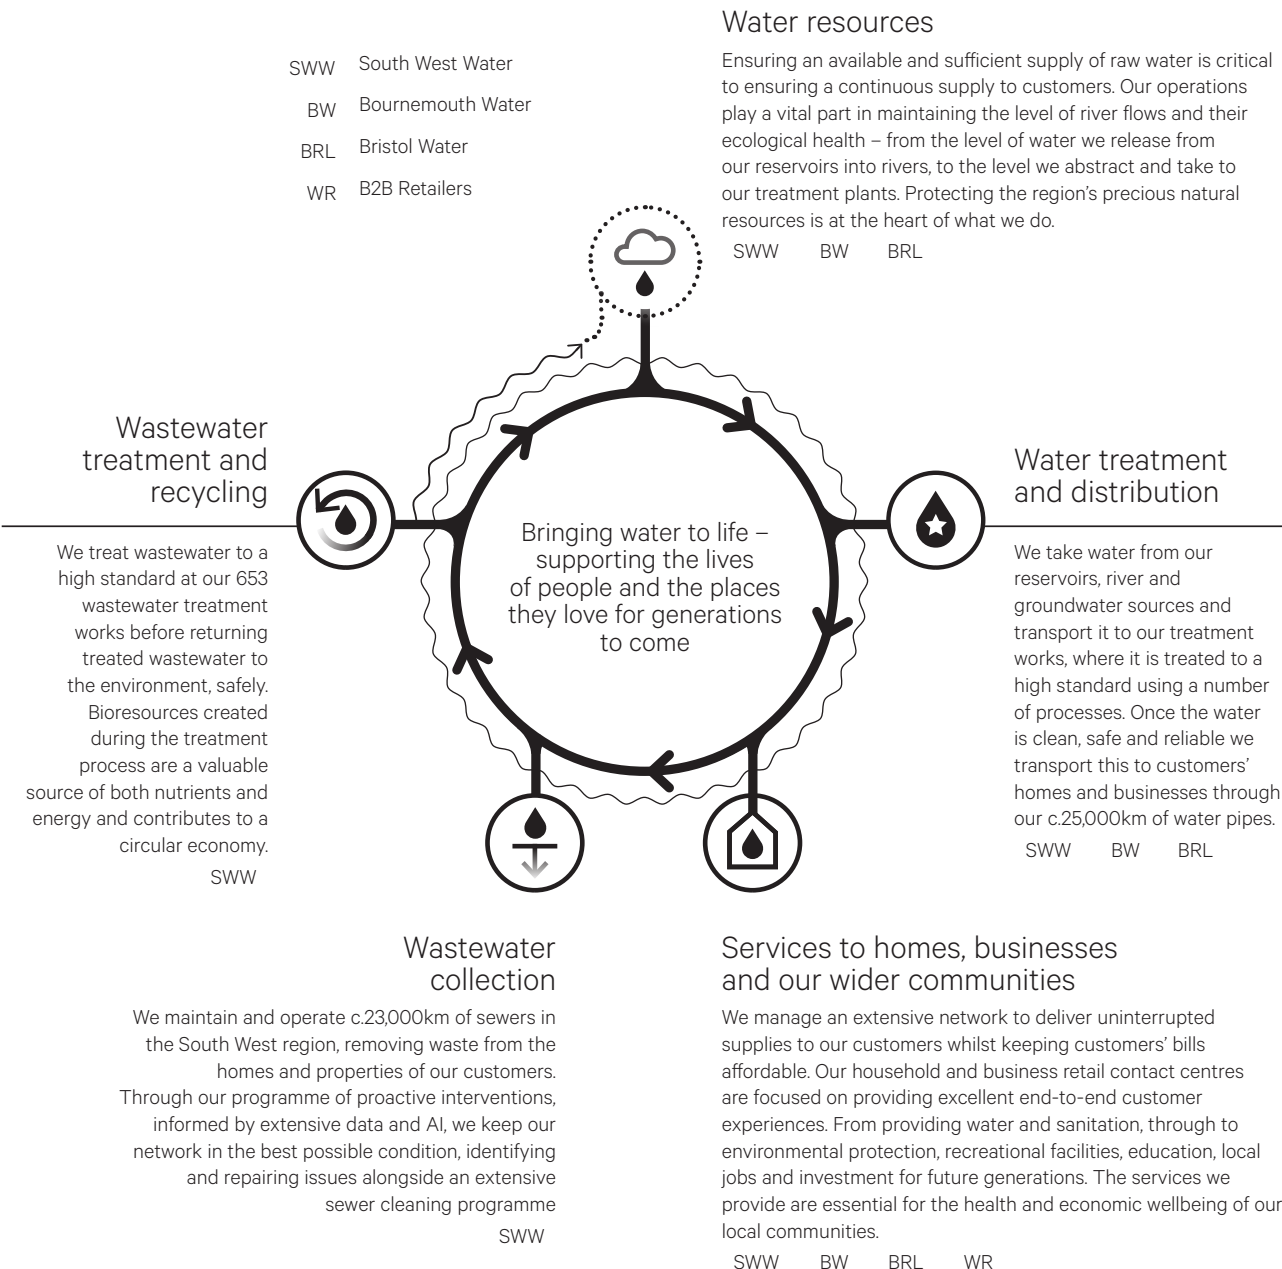 SWW South West Water
BW Bournemouth Water
BRL Bristol Water
WR B2B Retailers
Water resources
Ensuring an available and sufficient supply of raw water is critical
to ensuring a continuous supply to customers. Our operations
play a vital part in maintaining the level of river flows and their
ecological health – from the level of water we release from
our reservoirs into rivers, to the level we abstract and take to
our treatment plants. Protecting the region's precious natural
resources is at the heart of what we do.
SWW BW BRL
Water treatment
and distribution
We take water from our
reservoirs, river and
groundwater sources and
transport it to our treatment
works, where it is treated to a
high standard using a number
of processes. Once the water
is clean, safe and reliable we
transport this to customers'
homes and businesses through
our c.25,000km of water pipes.
SWW BW BRL
Services to homes, businesses
and our wider communities
We manage an extensive network to deliver uninterrupted
supplies to our customers whilst keeping customers' bills
affordable. Our household and business retail contact centres
are focused on providing excellent end-to-end customer
experiences. From providing water and sanitation, through to
environmental protection, recreational facilities, education, local
jobs and investment for future generations. The services we
provide are essential for the health and economic wellbeing of our
local communities.
SWW BW BRL WR
Wastewater
collection
We maintain and operate c.23,000km of sewers in
the South West region, removing waste from the
homes and properties of our customers.
Through our programme of proactive interventions,
informed by extensive data and AI, we keep our
network in the best possible condition, identifying
and repairing issues alongside an extensive
sewer cleaning programme
SWW
Wastewater
treatment and
recycling
We treat wastewater to a
high standard at our 653
wastewater treatment
works before returning
treated wastewater to
the environment, safely.
Bioresources created
during the treatment
process are a valuable
source of both nutrients and
energy and contributes to a
circular economy.
SWW
Bringing water to life –
supporting the lives
of people and the places
they love for generations
to come